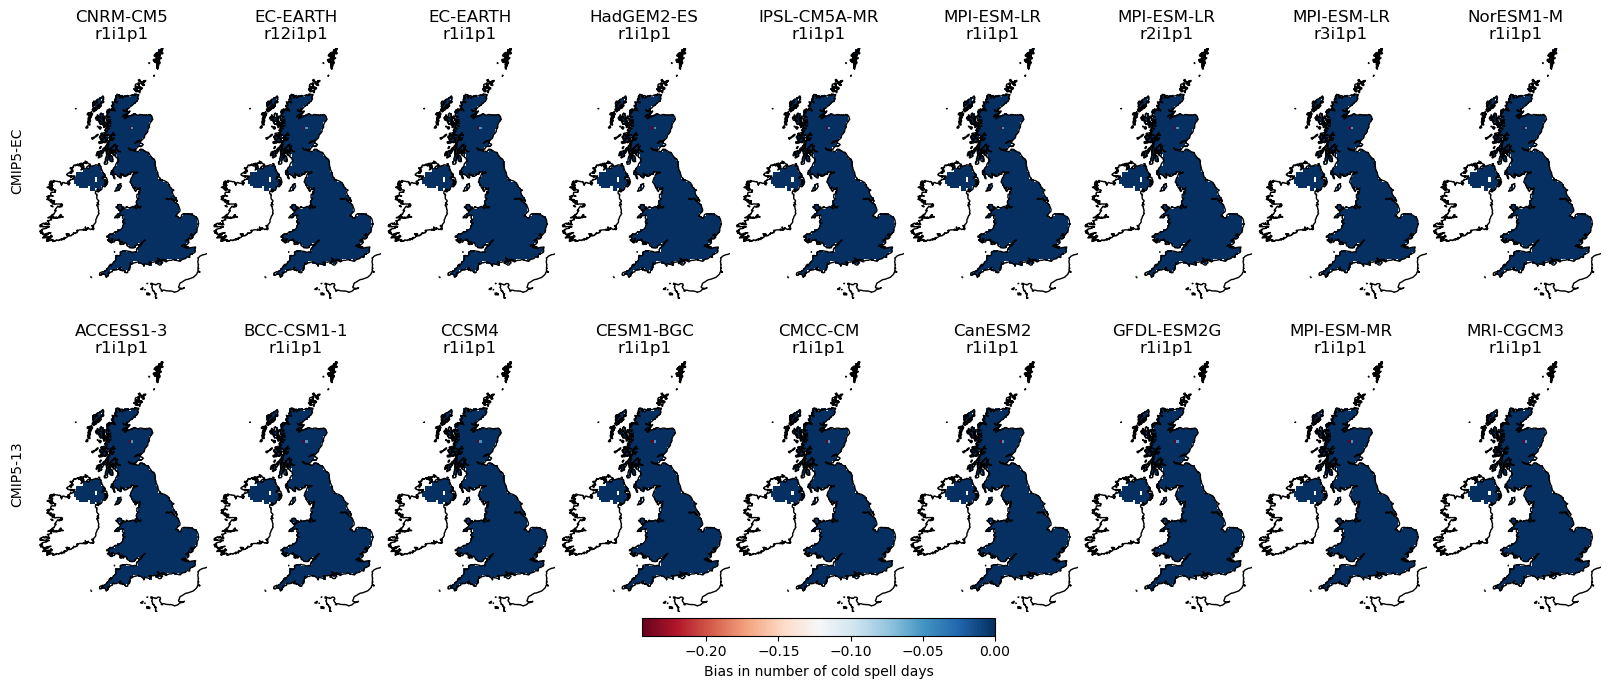 CNRM-CM5
r1i1p1
EC-EARTH
r12i1p1
EC-EARTH
r1i1p1
HadGEM2-ES
r1i1p1
IPSL-CM5A-MR
r1i1p1
MPI-ESM-LR
r1i1p1
MPI-ESM-LR
r2i1p1
MPI-ESM-LR
r3i1p1
NorESM1-M
r1i1p1
CMIP5-EC
ACCESS1-3
r1i1p1
BCC-CSM1-1
r1i1p1
CCSM4
r1i1p1
CESM1-BGC
r1i1p1
CMCC-CM
r1i1p1
CanESM2
r1i1p1
GFDL-ESM2G
r1i1p1
MPI-ESM-MR
r1i1p1
MRI-CGCM3
r1i1p1
CMIP5-13
−0.20 −0.15 −0.10 −0.05 0.00
Bias in number of cold spell days